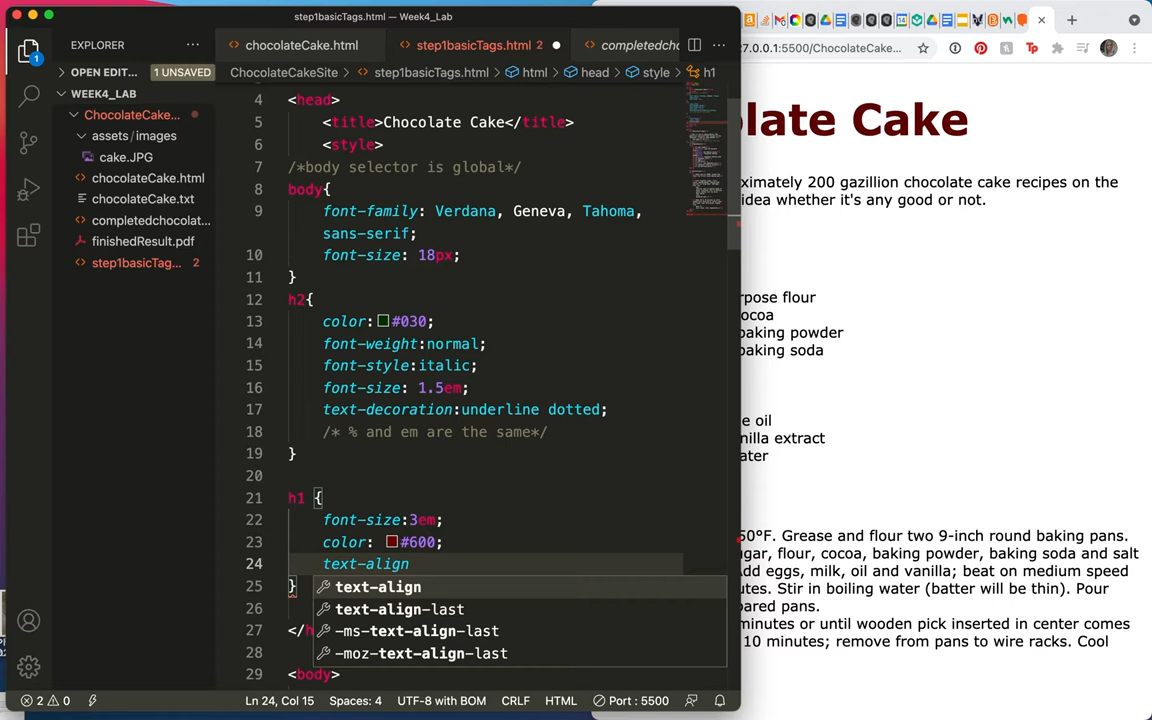 step1basicTags.html — Week4_Lab
EXPLORER
chocolateCake.html
step1basicTags.html 2
completedcho
OPEN EDIT...
1 UNSAVED
ChocolateCakeSite > step1basicTags.html > html > head > style > h1
WEEK4_LAB
ChocolateCake...
assets/images
cake.JPG
chocolateCake.html
chocolateCake.txt
completedchocolat...
finishedResult.pdf
step1basicTag... 2
1
4 <head>
5 <title>Chocolate Cake</title>
6 <style>
7 /*body selector is global*/
8 body{
9 font-family: Verdana, Geneva, Tahoma,
sans-serif;
10 font-size: 18px;
11 }
12 h2{
13 color: #030;
14 font-weight:normal;
15 font-style:italic;
16 font-size: 1.5em;
17 text-decoration:underline dotted;
18 /* % and em are the same*/
19 }
20
21 h1 {
22 font-size:3em;
23 color: #600;
24 text-align
25 }
text-align
text-align-last
-ms-text-align-last
-moz-text-align-last
26
27 </h
28
29 <body>
2 0
Ln 24, Col 15
Spaces: 4
UTF-8 with BOM
CRLF
HTML
Port : 5500
7.0.0.1:5500/ChocolateCake...
late Cake
ximately 200 gazillion chocolate cake recipes on the
idea whether it's any good or not.
rpose flour
ocoa
baking powder
baking soda
e oil
nilla extract
ater
50°F. Grease and flour two 9-inch round baking pans.
ugar, flour, cocoa, baking powder, baking soda and salt
dd eggs, milk, oil and vanilla; beat on medium speed
utes. Stir in boiling water (batter will be thin). Pour
ared pans.
minutes or until wooden pick inserted in center comes
10 minutes; remove from pans to wire racks. Cool